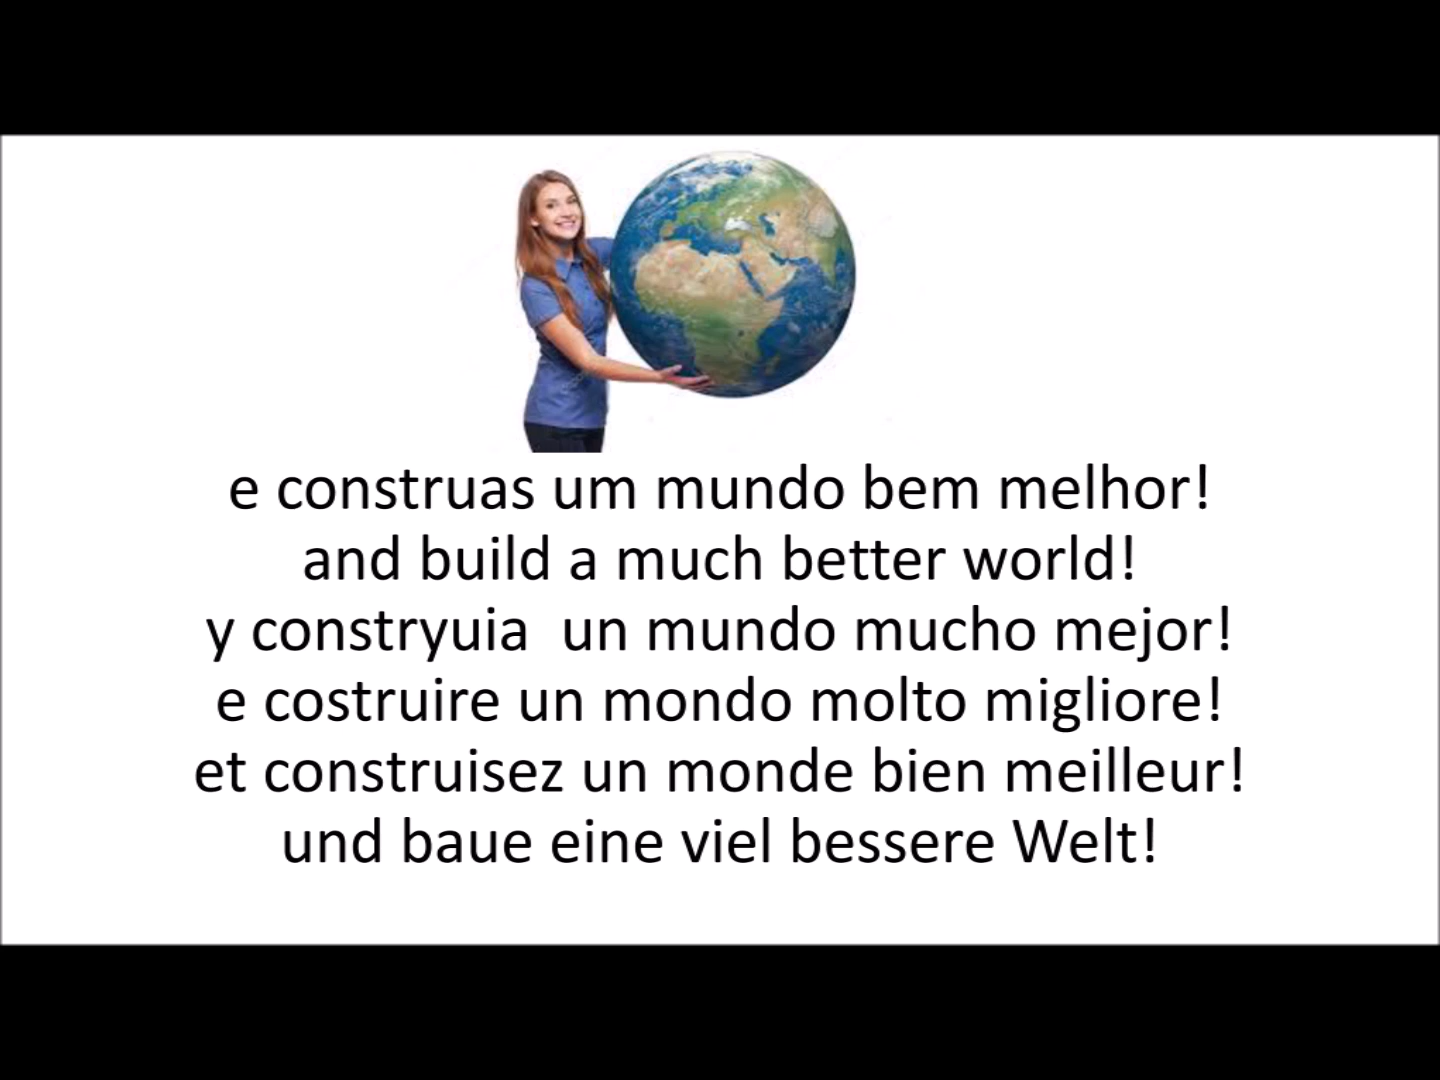 e construas um mundo bem melhor!
and build a much better world!
y constryuia un mundo mucho mejor!
e costruire un mondo molto migliore!
et construisez un monde bien meilleur!
und baue eine viel bessere Welt!